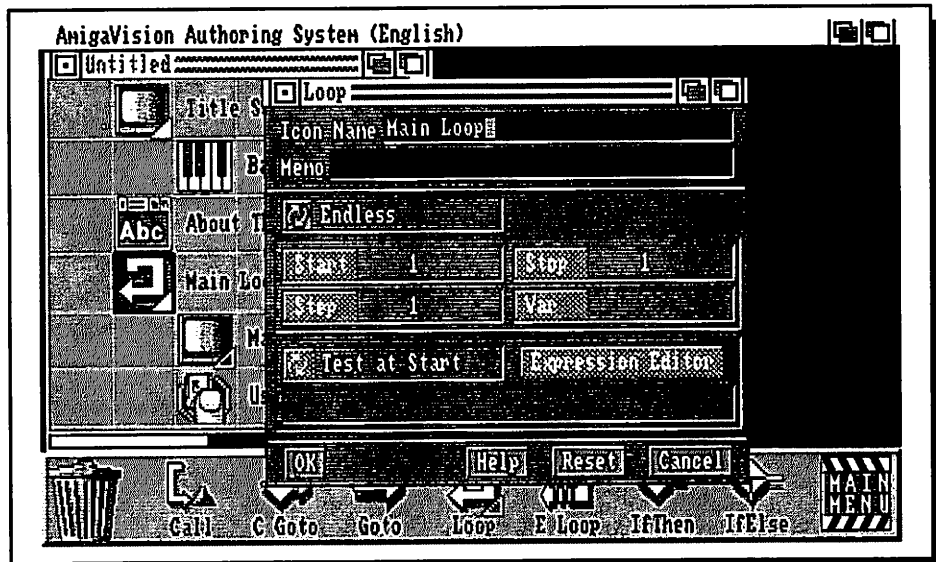 AmigaVision Authoring System (English)
Untitled
Loop
Title S
Icon Name Main Loop
B
Memo
Abc
About T
Endless
Start 1 Stop 1
Main Loo
Step 1 Var
M
Test at Start Expression Editor
Us
OK Help Reset Cancel
Call C Goto Goto Loop E Loop IfThen IfElse
MAIN
MENU